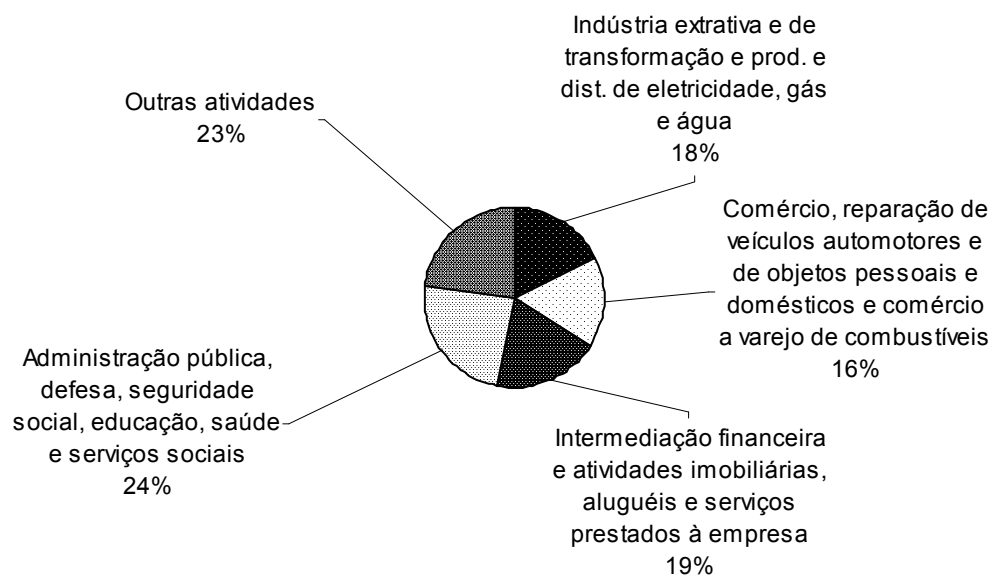 Indústria extrativa e de
transformação e prod. e
dist. de eletricidade, gás
e água
18%
Comércio, reparação de
veículos automotores e
de objetos pessoais e
domésticos e comércio
a varejo de combustíveis
16%
Intermediação financeira
e atividades imobiliárias,
aluguéis e serviços
prestados à empresa
19%
Administração pública,
defesa, seguridade
social, educação, saúde
e serviços sociais
24%
Outras atividades
23%